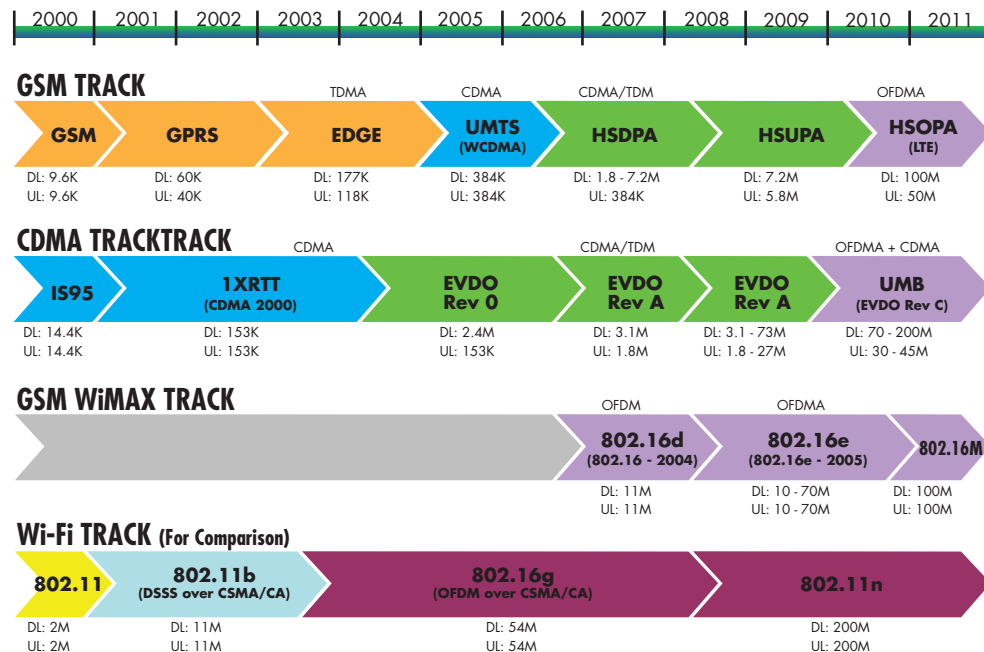 2000 2001 2002 2003 2004 2005 2006 2007 2008 2009 2010 2011
GSM TRACK
TDMA CDMA CDMA/TDM OFDMA
GSM GPRS EDGE UMTS (WCDMA) HSDPA HSUPA HSOPA (LTE)
DL: 9.6K DL: 60K DL: 177K DL: 384K DL: 1.8 - 7.2M DL: 7.2M DL: 100M
UL: 9.6K UL: 40K UL: 118K UL: 384K UL: 384K UL: 5.8M UL: 50M
CDMA TRACKTRACK
CDMA CDMA/TDM OFDMA + CDMA
IS95 1XRTT (CDMA 2000) EVDO Rev 0 EVDO Rev A EVDO Rev A UMB (EVDO Rev C)
DL: 14.4K DL: 153K DL: 2.4M DL: 3.1M DL: 3.1 - 73M DL: 70 - 200M
UL: 14.4K UL: 153K UL: 153K UL: 1.8M UL: 1.8 - 27M UL: 30 - 45M
GSM WiMAX TRACK
OFDM OFDMA
802.16d (802.16 - 2004) 802.16e (802.16e - 2005) 802.16M
DL: 11M DL: 10 - 70M DL: 100M
UL: 11M UL: 10 - 70M UL: 100M
Wi-Fi TRACK (For Comparison)
802.11 802.11b (DSSS over CSMA/CA) 802.16g (OFDM over CSMA/CA) 802.11n
DL: 2M DL: 11M DL: 54M DL: 200M
UL: 2M UL: 11M UL: 54M UL: 200M